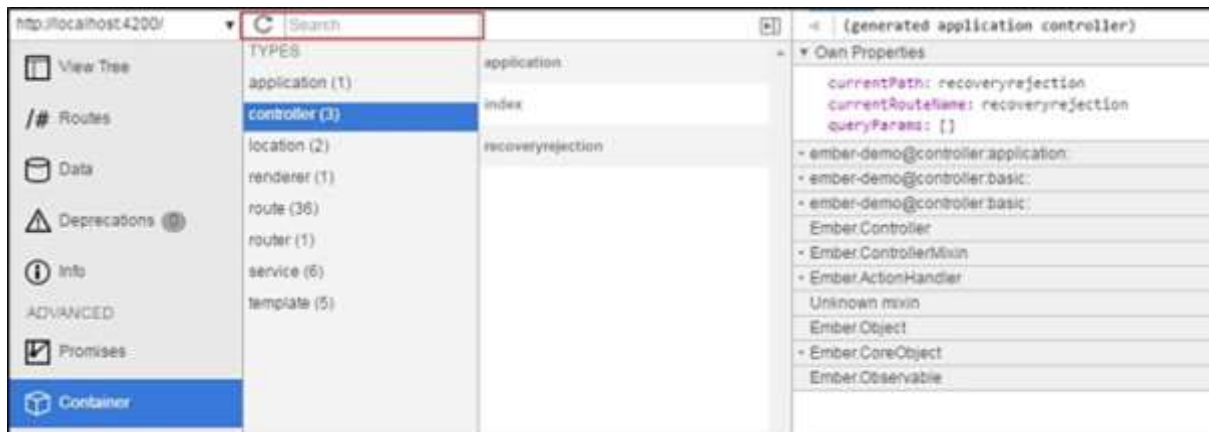 http://localhost:4200/
Search
(generated application controller)
View Tree
/# Routes
Data
Deprecations (0)
Info
ADVANCED
Promises
Container
TYPES
application (1)
controller (3)
location (2)
renderer (1)
route (36)
router (1)
service (6)
template (5)
application
index
recoveryrejection
Own Properties
currentPath: recoveryrejection
currentRouteName: recoveryrejection
queryParams: []
ember-demo@controller:application:
ember-demo@controller:basic:
ember-demo@controller:basic:
Ember.Controller
Ember.ControllerMixin
Ember.ActionHandler
Unknown mixin
Ember.Object
Ember.CoreObject
Ember.Observable